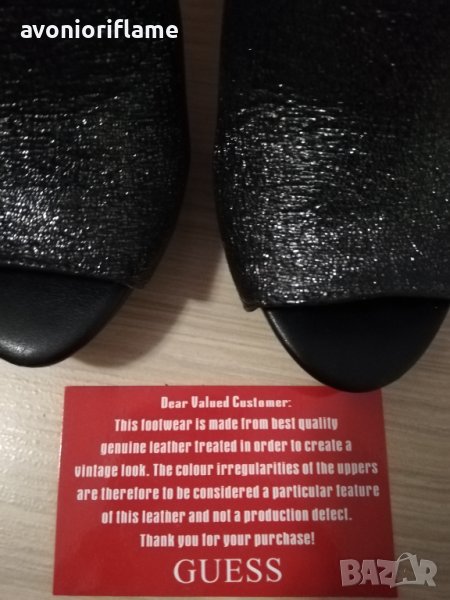 avonioriflame
Dear Valued Customer:
This footwear is made from best quality
genuine leather treated in order to create a
vintage look. The colour irregularities of the uppers
are therefore to be considered a particular feature
of this leather and not a production defect.
Thank you for your purchase!
GUESS
BAZAR